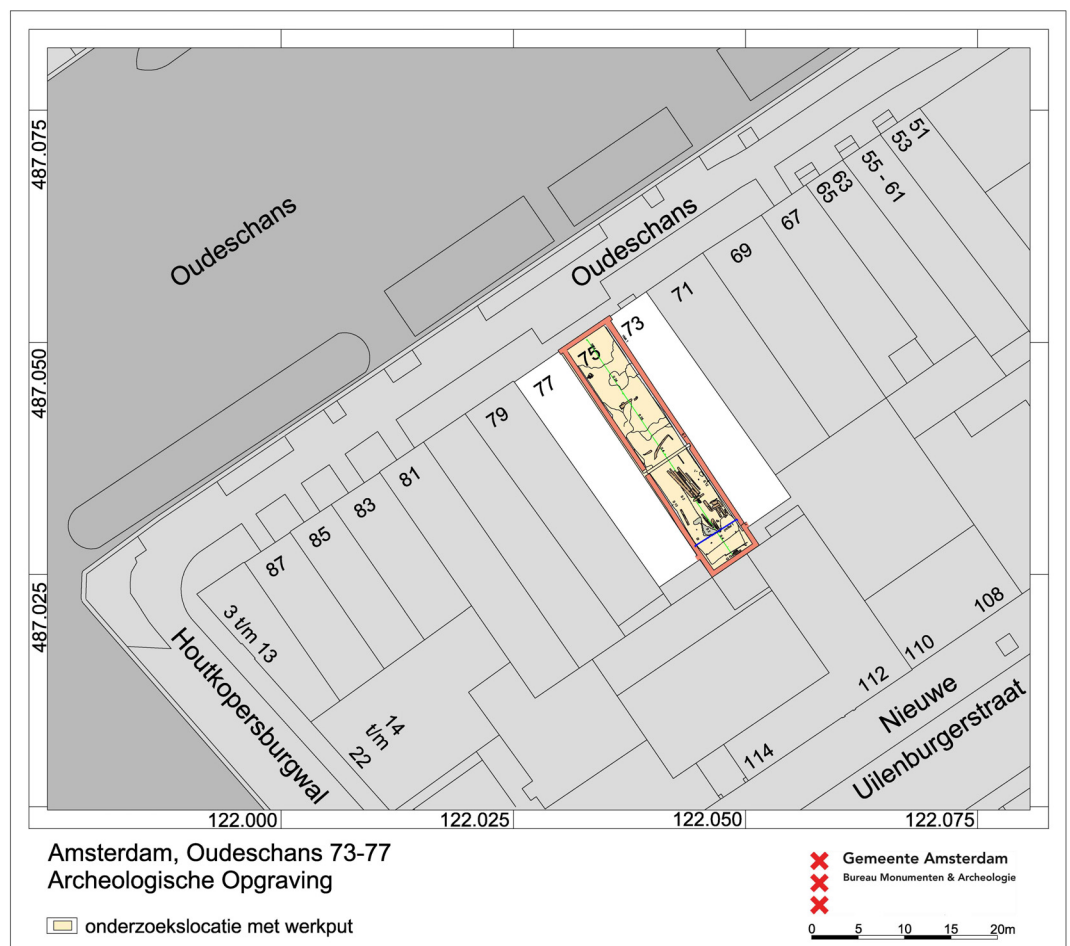 51
53
55 - 61
63
65
67
69
71
73
75
77
79
81
83
85
87
3 t/m 13
14
t/m
22
Oudeschans
Oudeschans
Houtkopersburgwal
108
110
112
114
Nieuwe
Uilenburgerstraat
487.075
487.050
487.025
122.000
122.025
122.050
122.075
Amsterdam, Oudeschans 73-77
Archeologische Opgraving
onderzoekslocatie met werkput
Gemeente Amsterdam
Bureau Monumenten & Archeologie
0 5 10 15 20m